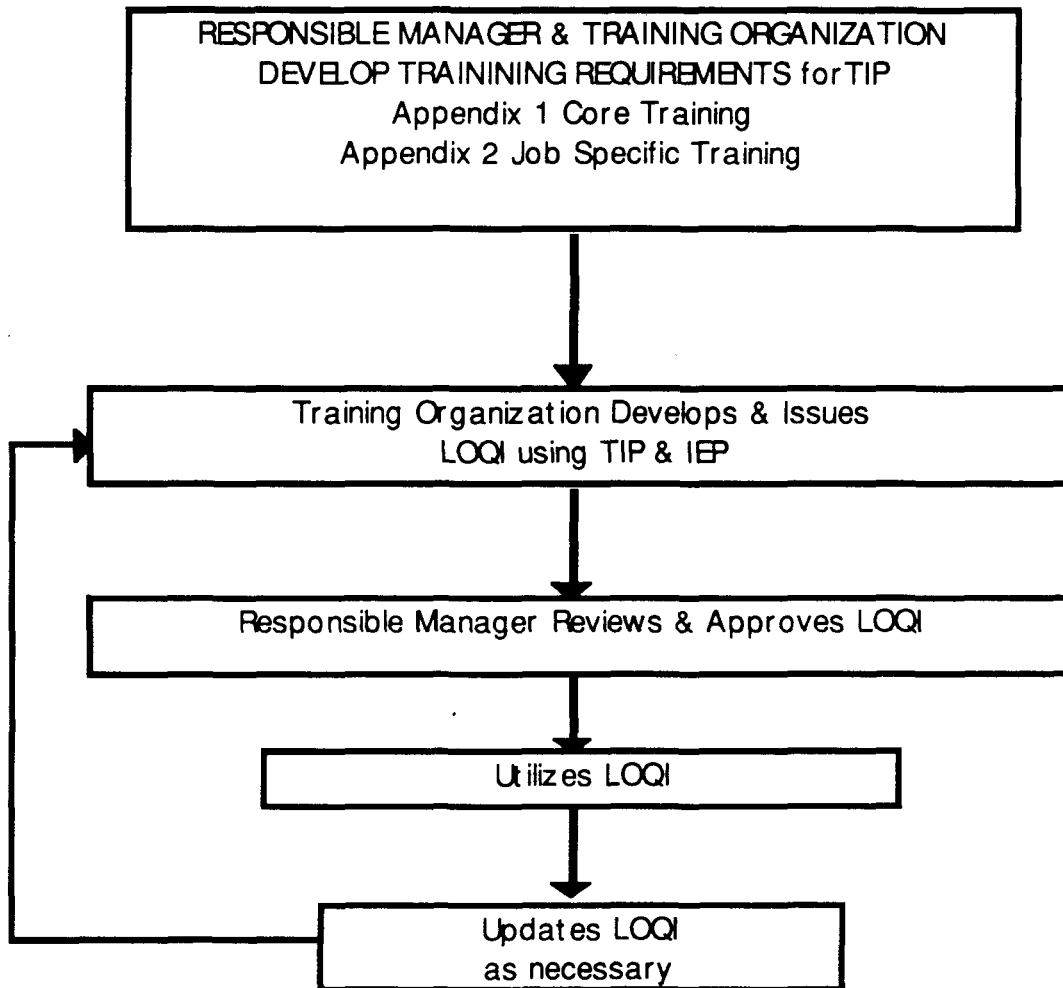 RESPONSIBLE MANAGER & TRAINING ORGANIZATION
DEVELOP TRAINING REQUIREMENTS for TIP
Appendix 1 Core Training
Appendix 2 Job Specific Training
Training Organization Develops & Issues
LOQI using TIP & IEP
Responsible Manager Reviews & Approves LOQI
Utilizes LOQI
Updates LOQI
as necessary